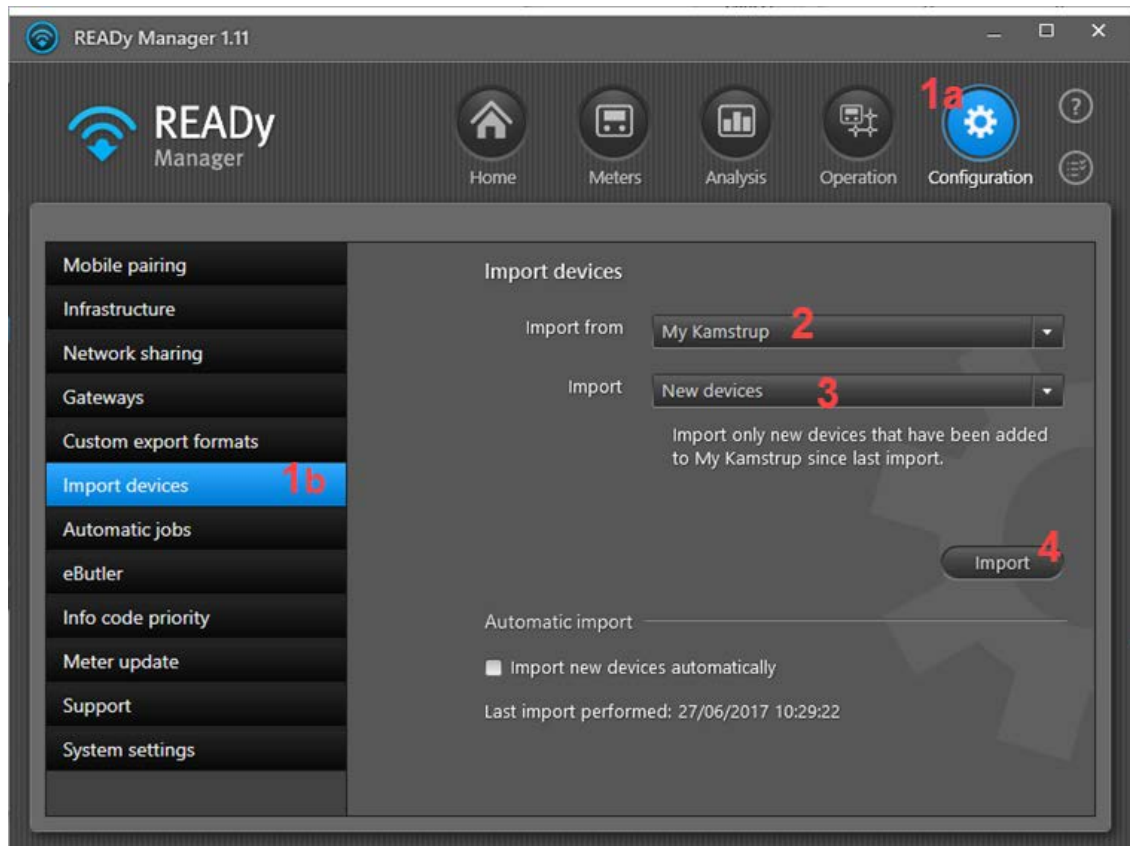 READy Manager 1.11
READy
Manager
1a
?
Home
Meters
Analysis
Operation
Configuration
Mobile pairing
Infrastructure
Network sharing
Gateways
Custom export formats
Import devices 1b
Automatic jobs
eButler
Info code priority
Meter update
Support
System settings
Import devices
Import from My Kamstrup 2
Import New devices 3
Import only new devices that have been added
to My Kamstrup since last import.
Import 4
Automatic import
Import new devices automatically
Last import performed: 27/06/2017 10:29:22